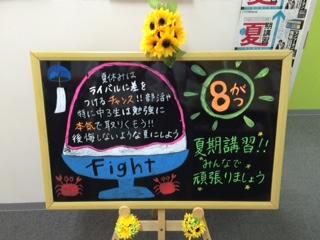 夏休みは
ライバルに差を
つけるチャンス!! 部活や
特に中3生は勉強に
本気で取りくもう!!
後悔しないような夏にしよう
Fight
8がつ
夏期講習!!
みんなで
頑張りましょう
夏